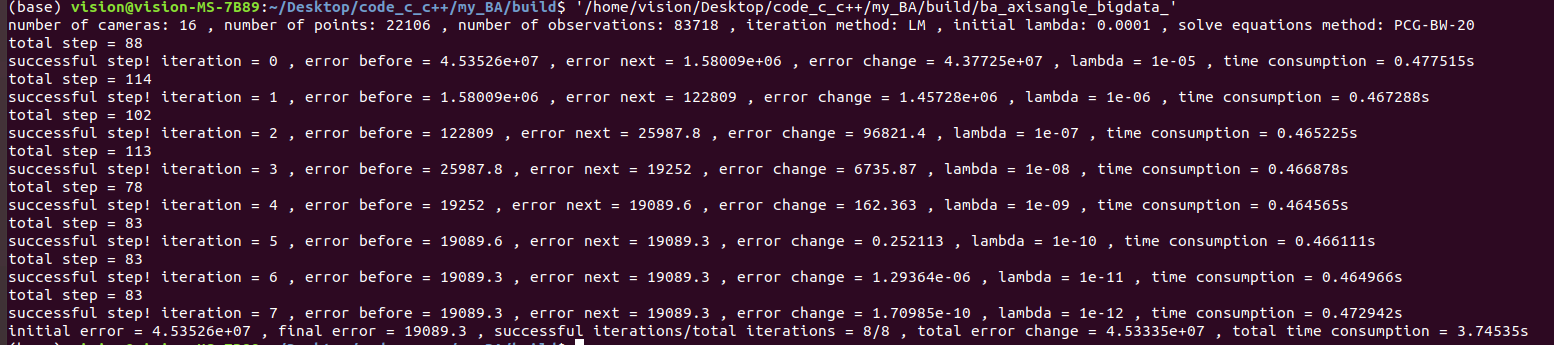 (base) vision@vision-MS-7B89:~/Desktop/code_c_c++/my_BA/build$ '/home/vision/Desktop/code_c_c++/my_BA/build/ba_axisangle_bigdata_'
number of cameras: 16 , number of points: 22106 , number of observations: 83718 , iteration method: LM , initial lambda: 0.0001 , solve equations method: PCG-BW-20
total step = 88
successful step! iteration = 0 , error before = 4.53526e+07 , error next = 1.58009e+06 , error change = 4.37725e+07 , lambda = 1e-05 , time consumption = 0.477515s
total step = 114
successful step! iteration = 1 , error before = 1.58009e+06 , error next = 122809 , error change = 1.45728e+06 , lambda = 1e-06 , time consumption = 0.467288s
total step = 102
successful step! iteration = 2 , error before = 122809 , error next = 25987.8 , error change = 96821.4 , lambda = 1e-07 , time consumption = 0.465225s
total step = 113
successful step! iteration = 3 , error before = 25987.8 , error next = 19252 , error change = 6735.87 , lambda = 1e-08 , time consumption = 0.466878s
total step = 78
successful step! iteration = 4 , error before = 19252 , error next = 19089.6 , error change = 162.363 , lambda = 1e-09 , time consumption = 0.464565s
total step = 83
successful step! iteration = 5 , error before = 19089.6 , error next = 19089.3 , error change = 0.252113 , lambda = 1e-10 , time consumption = 0.466111s
total step = 83
successful step! iteration = 6 , error before = 19089.3 , error next = 19089.3 , error change = 1.29364e-06 , lambda = 1e-11 , time consumption = 0.464966s
total step = 83
successful step! iteration = 7 , error before = 19089.3 , error next = 19089.3 , error change = 1.70985e-10 , lambda = 1e-12 , time consumption = 0.472942s
initial error = 4.53526e+07 , final error = 19089.3 , successful iterations/total iterations = 8/8 , total error change = 4.53335e+07 , total time consumption = 3.74535s